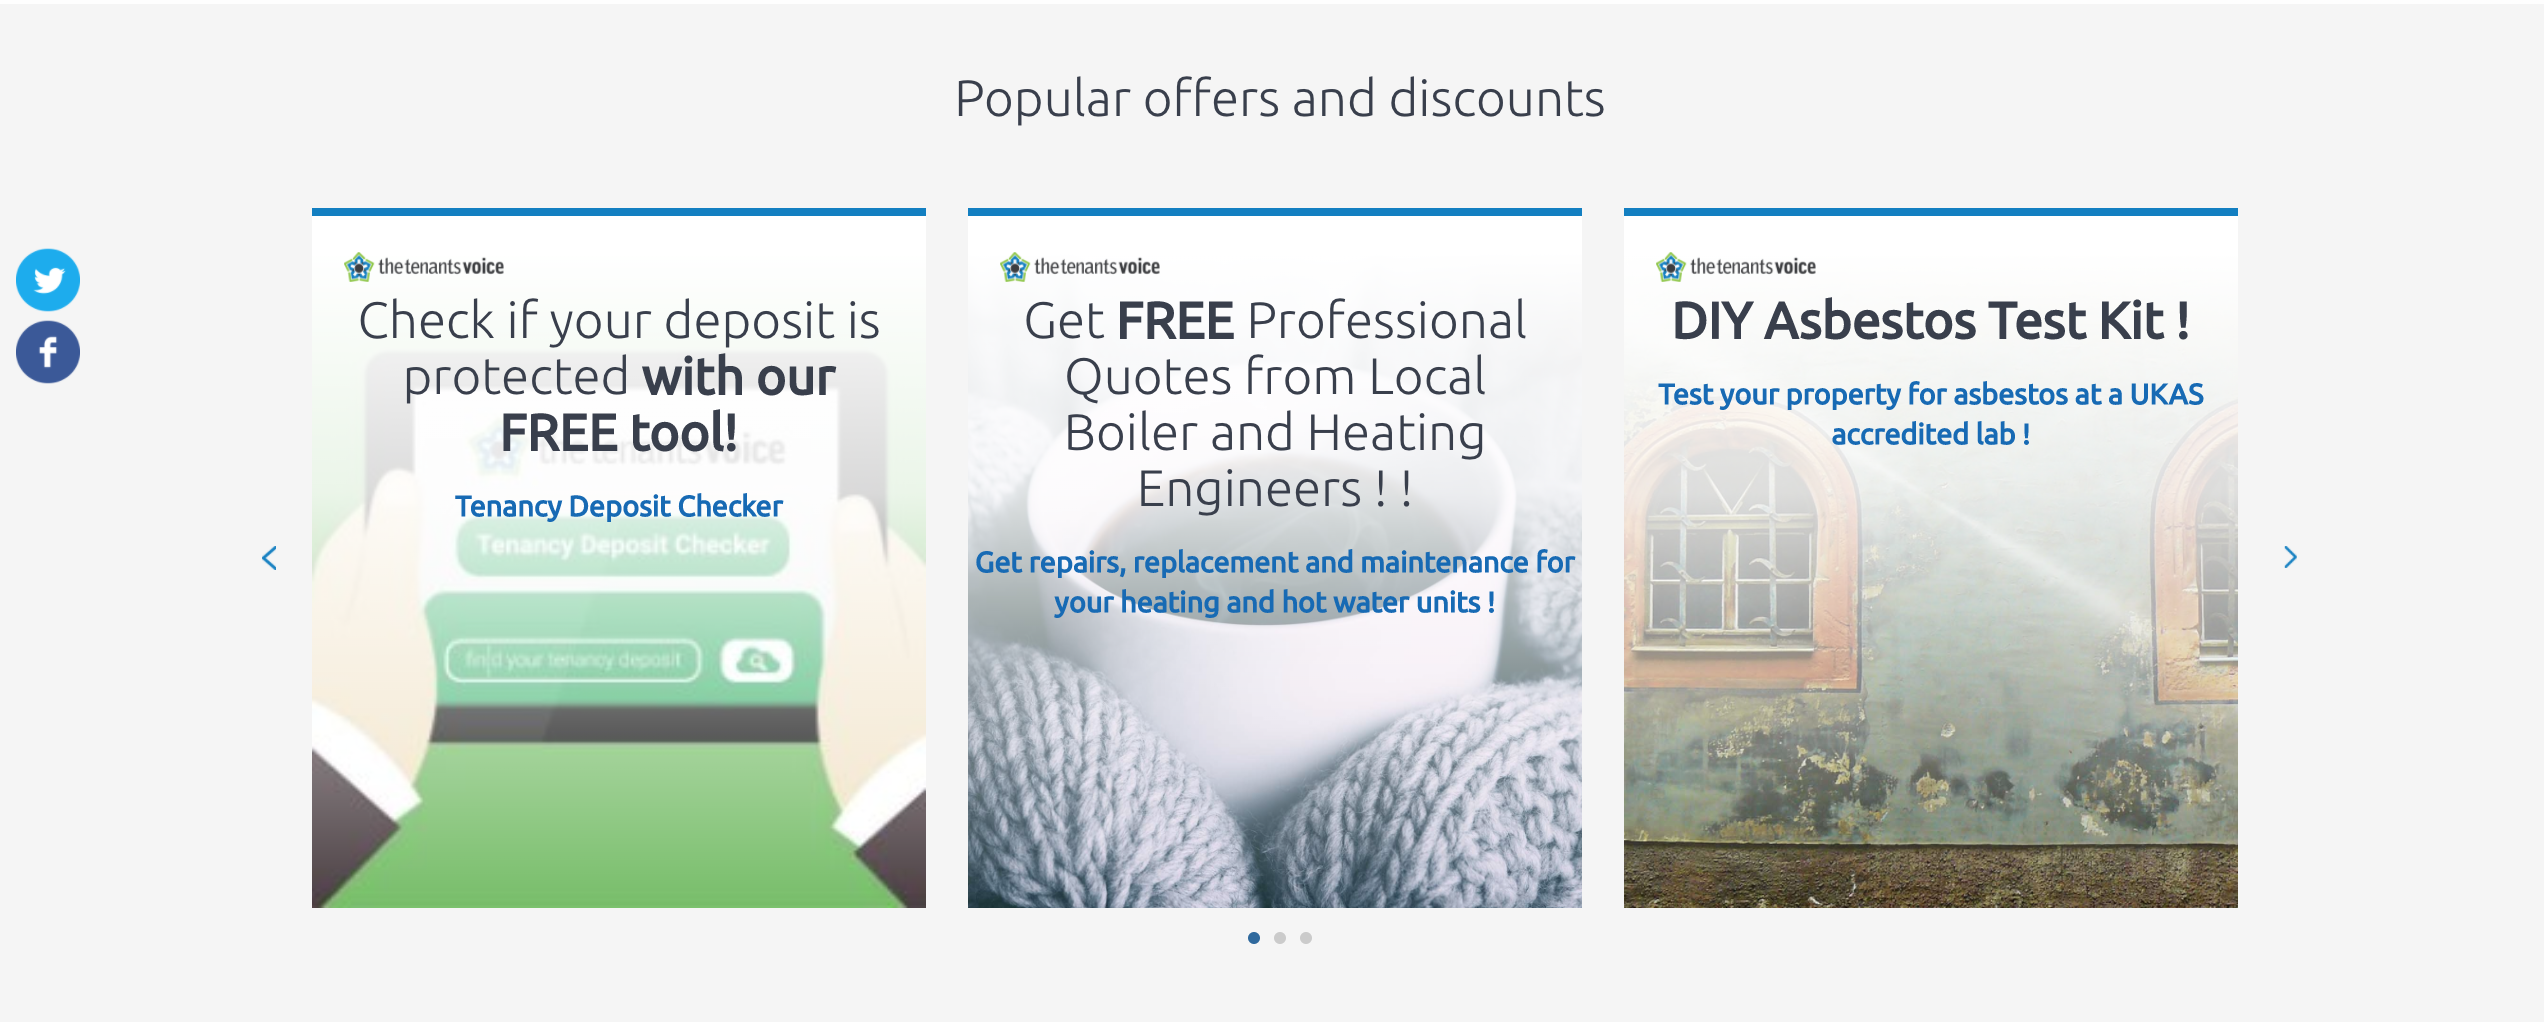 Popular offers and discounts
thetenantsvoice
Check if your deposit is
protected with our
FREE tool!
Tenancy Deposit Checker
thetenantsvoice
Tenancy Deposit Checker
find your tenancy deposit
thetenantsvoice
Get FREE Professional
Quotes from Local
Boiler and Heating
Engineers ! !
Get repairs, replacement and maintenance for
your heating and hot water units !
thetenantsvoice
DIY Asbestos Test Kit !
Test your property for asbestos at a UKAS
accredited lab !